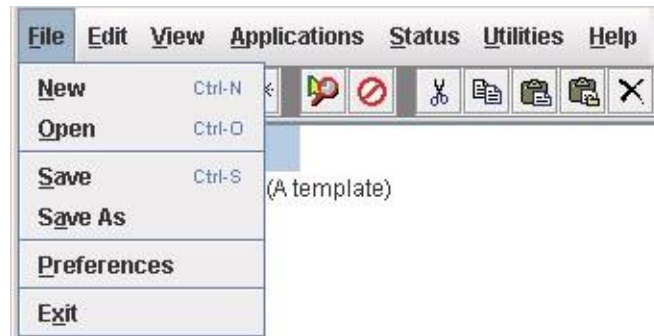 File Edit View Applications Status Utilities Help
New Ctrl-N
Open Ctrl-O
Save Ctrl-S
(A template)
Save As
Preferences
Exit